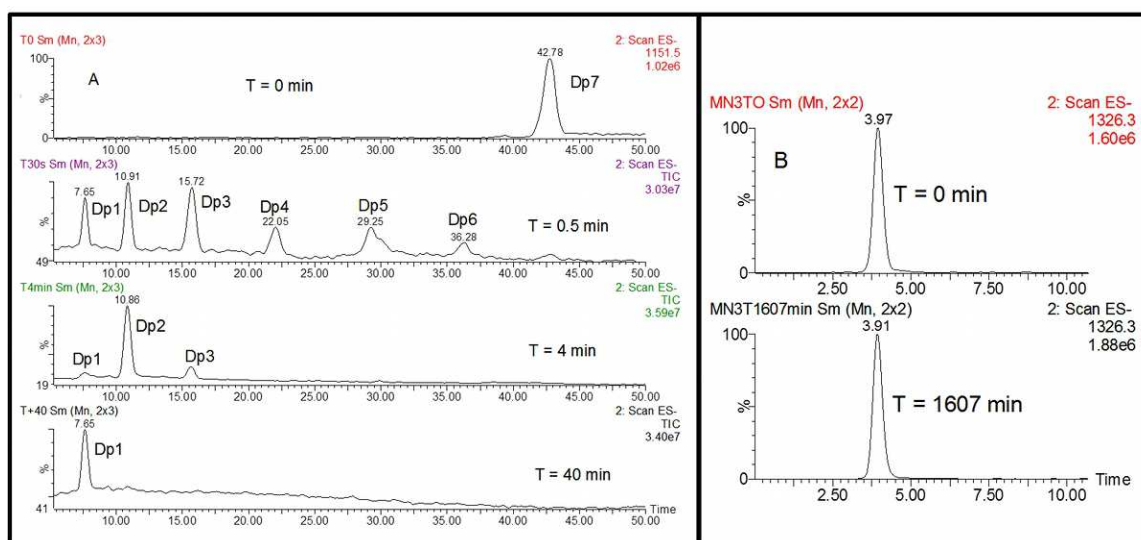 T0 Sm (Mn, 2x3)
2: Scan ES-
1151.5
1.02e6
100
A
T = 0 min
42.78
Dp7
%
0
10.00 15.00 20.00 25.00 30.00 35.00 40.00 45.00 50.00
T30s Sm (Mn, 2x3)
2: Scan ES-
TIC
3.03e7
7.65
Dp1
10.91
Dp2
15.72
Dp3
Dp4
22.05
Dp5
29.25
Dp6
36.28
T = 0.5 min
%
49
10.00 15.00 20.00 25.00 30.00 35.00 40.00 45.00 50.00
T4min Sm (Mn, 2x3)
2: Scan ES-
TIC
3.59e7
10.86
Dp2
Dp1
Dp3
T = 4 min
%
19
10.00 15.00 20.00 25.00 30.00 35.00 40.00 45.00 50.00
T+40 Sm (Mn, 2x3)
2: Scan ES-
TIC
3.40e7
7.65
Dp1
T = 40 min
%
Time
41
10.00 15.00 20.00 25.00 30.00 35.00 40.00 45.00 50.00
MN3TO Sm (Mn, 2x2)
2: Scan ES-
1326.3
1.60e6
100
3.97
B
T = 0 min
%
0
2.50 5.00 7.50 10.00
MN3T1607min Sm (Mn, 2x2)
2: Scan ES-
1326.3
1.88e6
100
3.91
T = 1607 min
%
0
Time
2.50 5.00 7.50 10.00